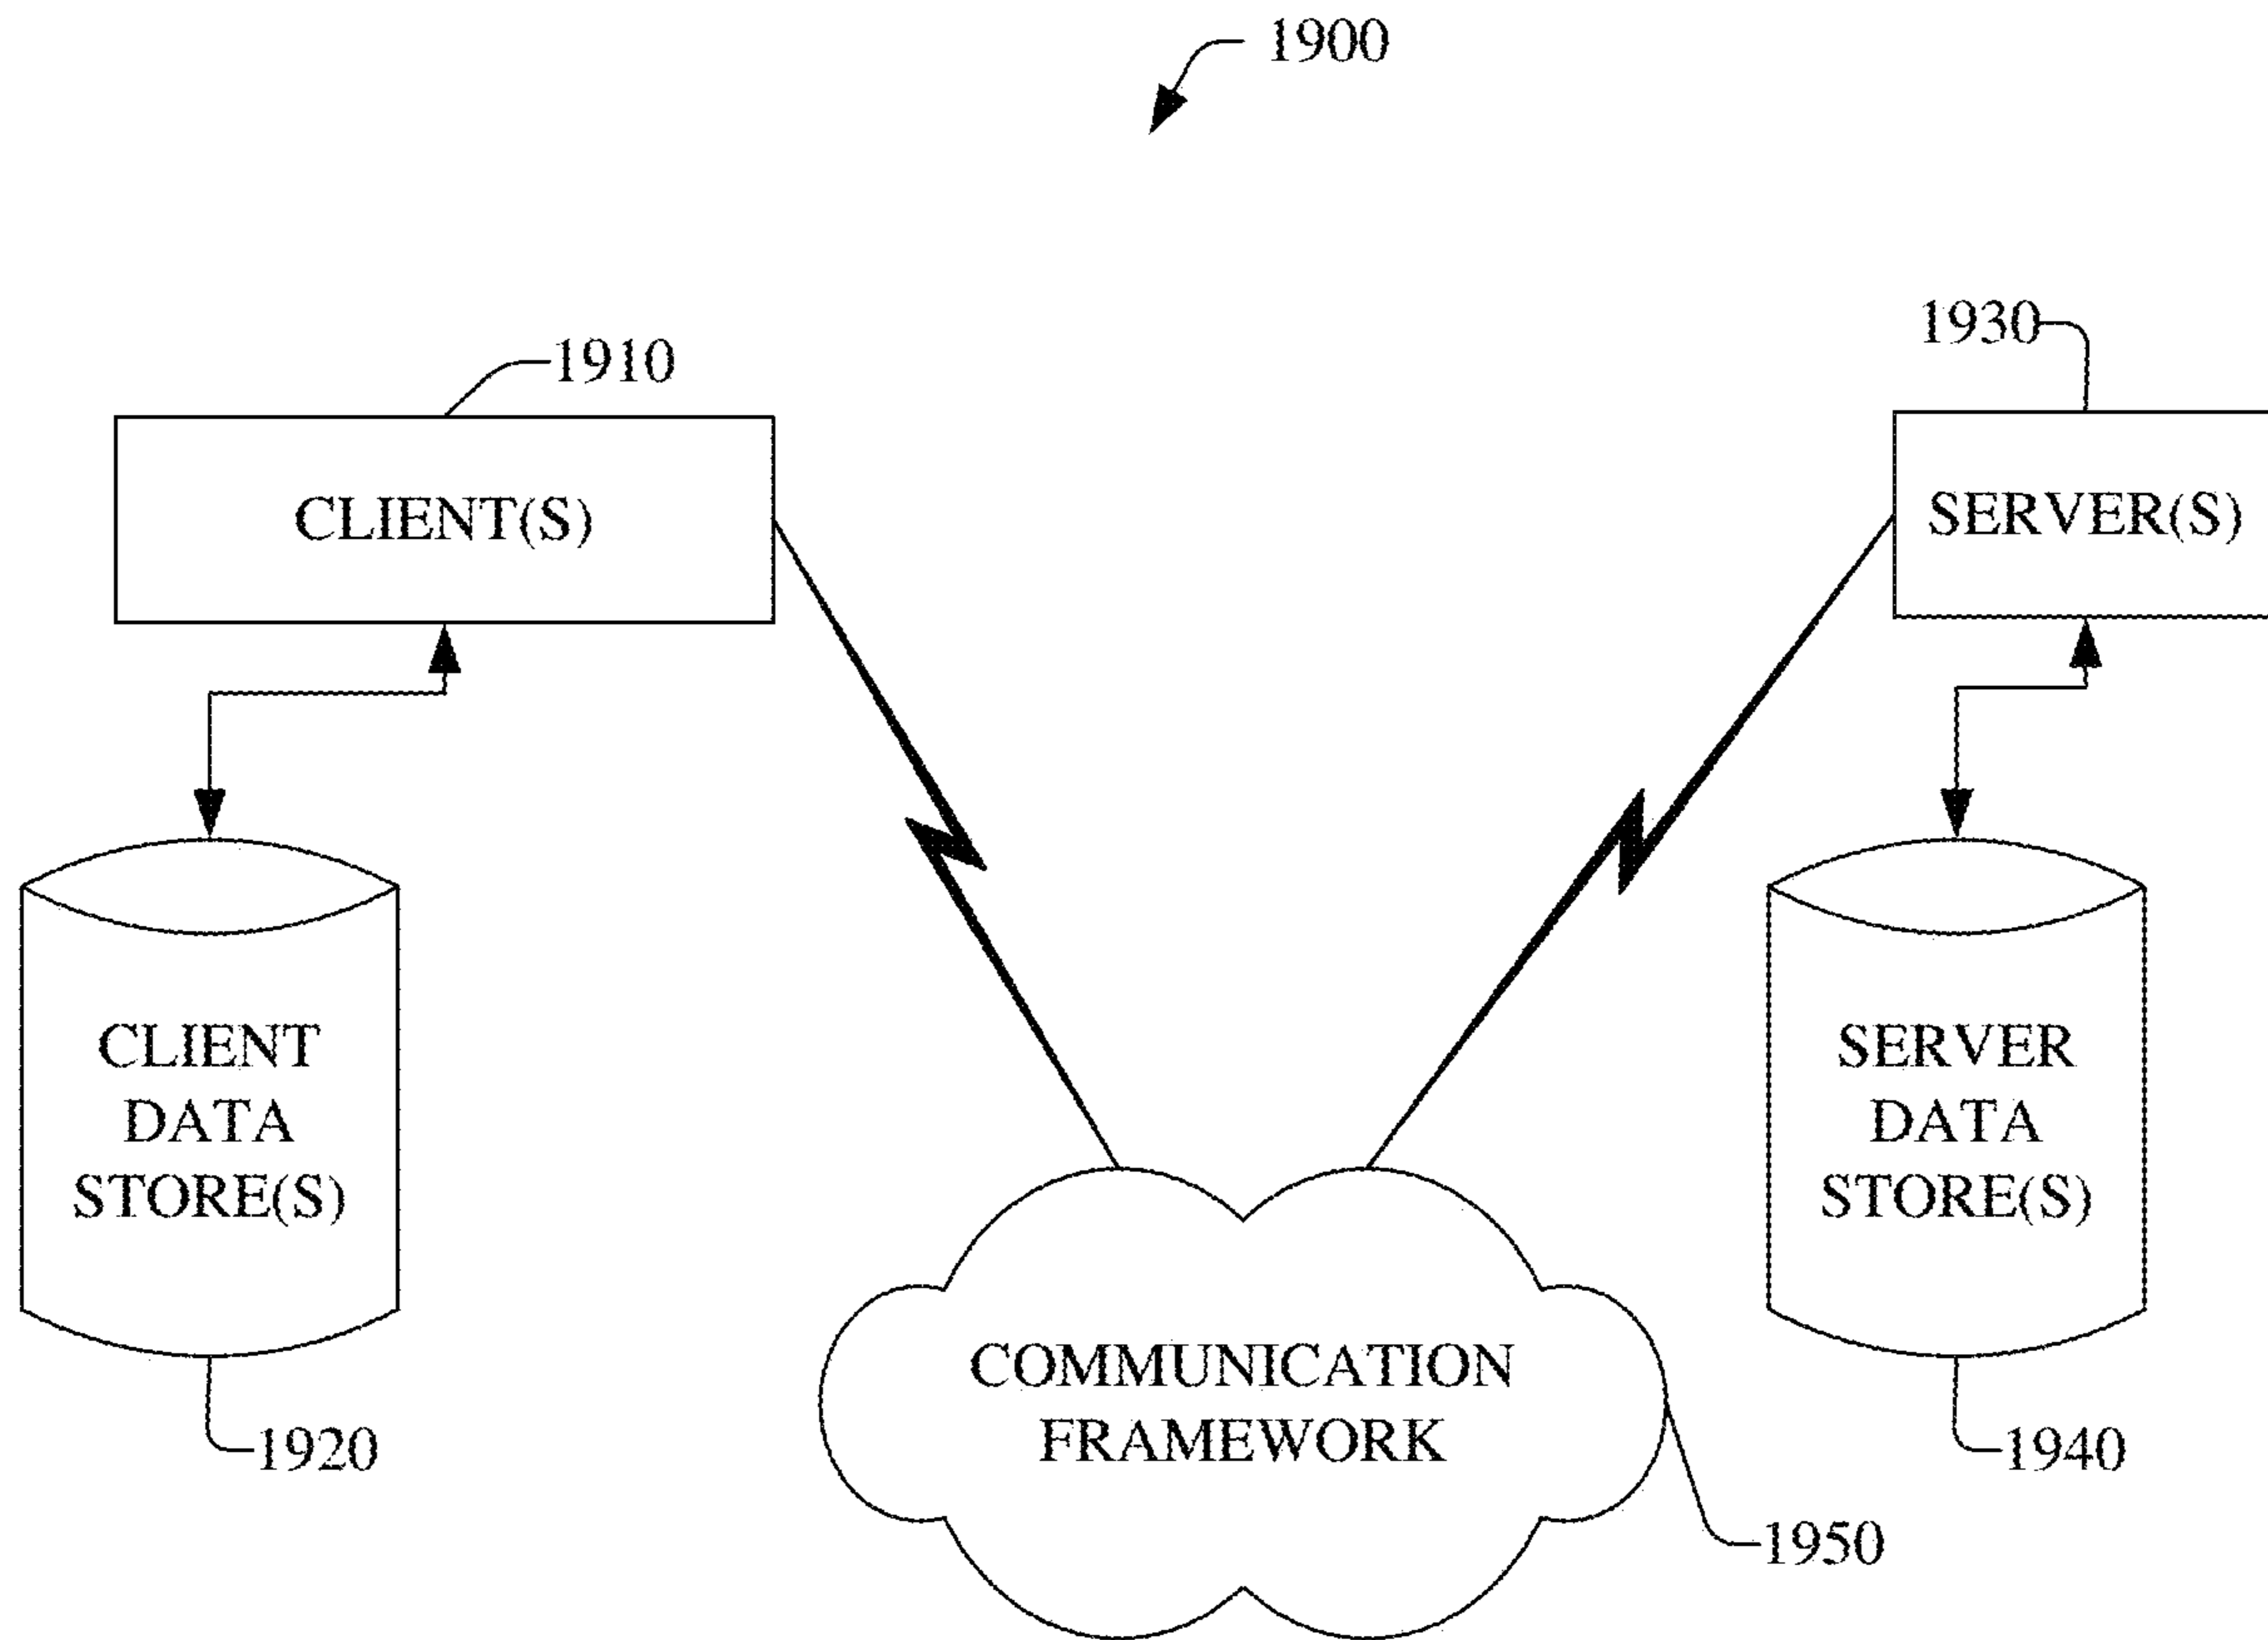 1900
1910
1930
CLIENT(S)
SERVER(S)
CLIENT
DATA
STORE(S)
SERVER
DATA
STORE(S)
COMMUNICATION
FRAMEWORK
1920
1940
1950